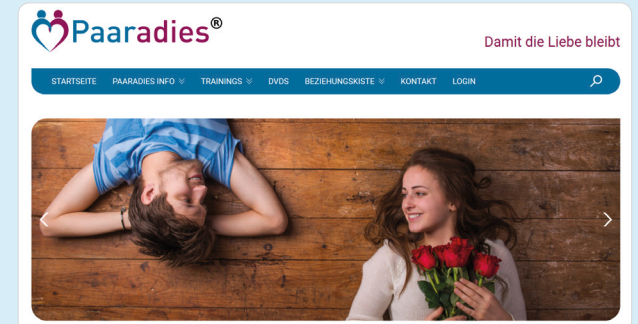 Paaradies®
Damit die Liebe bleibt
STARTSEITE PAARADIES INFO TRAININGS DVDS BEZIEHUNGSKISTE KONTAKT LOGIN